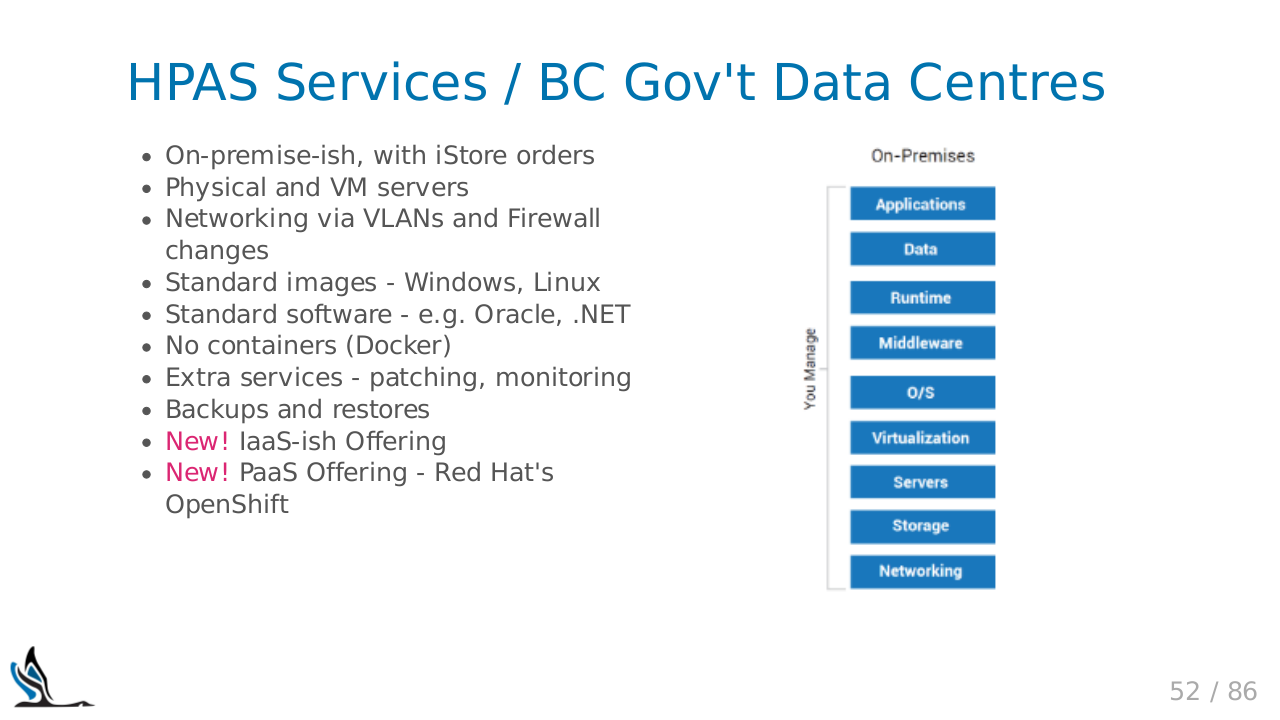 HPAS Services / BC Gov't Data Centres
On-premise-ish, with iStore orders
Physical and VM servers
Networking via VLANs and Firewall
changes
Standard images - Windows, Linux
Standard software - e.g. Oracle, .NET
No containers (Docker)
Extra services - patching, monitoring
Backups and restores
New! IaaS-ish Offering
New! PaaS Offering - Red Hat's
OpenShift
On-Premises
You Manage
Applications
Data
Runtime
Middleware
O/S
Virtualization
Servers
Storage
Networking
52 / 86